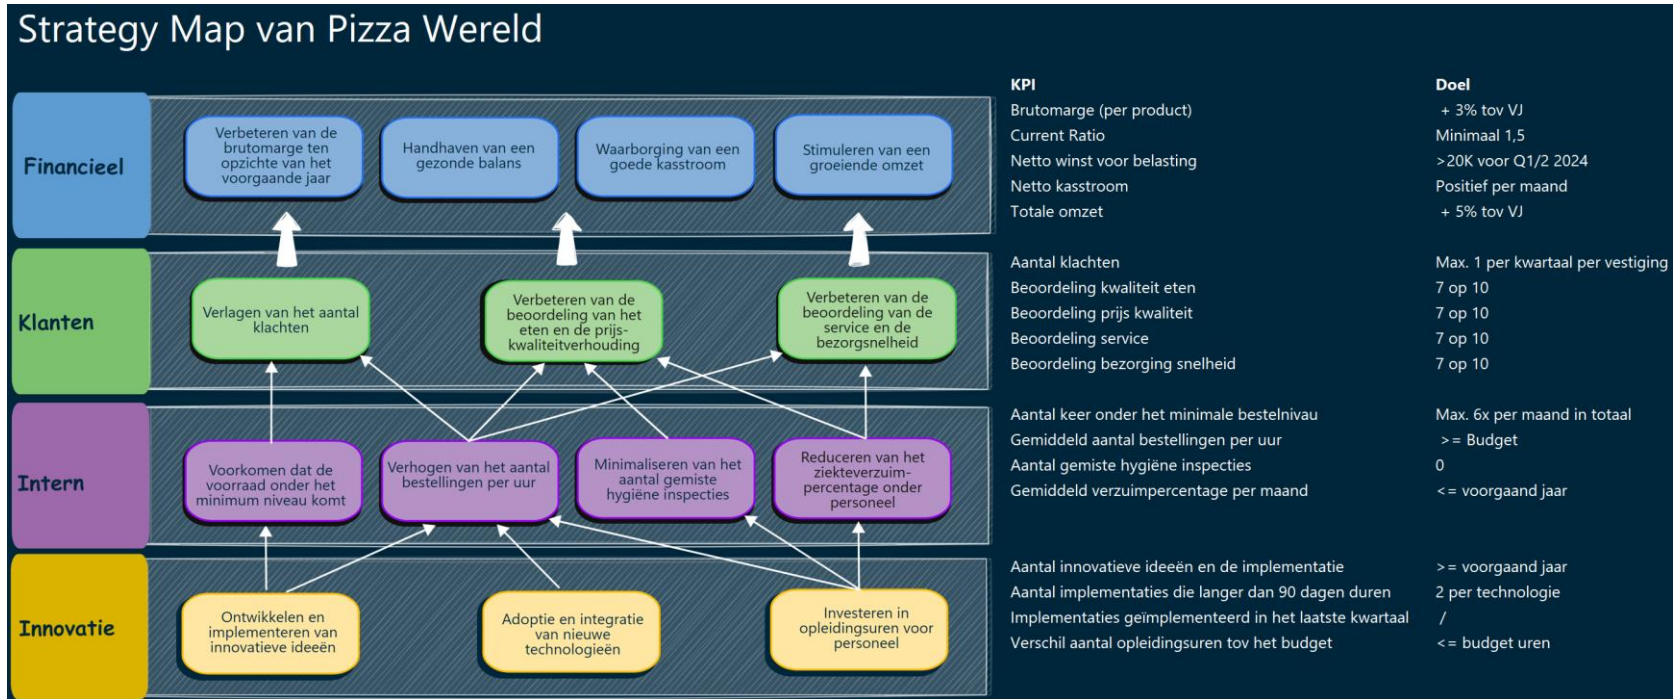 Strategy Map van Pizza Wereld
KPI
Doel
Financieel
Verbeteren van de
brutomarge ten
opzichte van het
voorgaande jaar
Handhaven van een
gezonde balans
Waarborging van een
goede kasstroom
Stimuleren van een
groeiende omzet
Brutomarge (per product)
+ 3% tov VJ
Current Ratio
Minimaal 1,5
Netto winst voor belasting
>20K voor Q1/2 2024
Netto kasstroom
Positief per maand
Totale omzet
+ 5% tov VJ
Klanten
Verlagen van het aantal
klachten
Verbeteren van de
beoordeling van het
eten en de prijs-
kwaliteitverhouding
Verbeteren van de
beoordeling van de
service en de
bezorgsnelheid
Aantal klachten
Max. 1 per kwartaal per vestiging
Beoordeling kwaliteit eten
7 op 10
Beoordeling prijs kwaliteit
7 op 10
Beoordeling service
7 op 10
Beoordeling bezorging snelheid
7 op 10
Intern
Voorkomen dat de
voorraad onder het
minimum niveau komt
Verhogen van het aantal
bestellingen per uur
Minimaliseren van het
aantal gemiste
hygiëne inspecties
Reduceren van het
ziekteverzuim-
percentage onder
personeel
Aantal keer onder het minimale bestelnivau
Max. 6x per maand in totaal
Gemiddeld aantal bestellingen per uur
>= Budget
Aantal gemiste hygiëne inspecties
0
Gemiddeld verzuimpercentage per maand
<= voorgaand jaar
Innovatie
Ontwikkelen en
implementeren van
innovatieve ideeën
Adoptie en integratie
van nieuwe
technologieën
Investeren in
opleidingsuren voor
personeel
Aantal innovatieve ideeën en de implementatie
>= voorgaand jaar
Aantal implementaties die langer dan 90 dagen duren
2 per technologie
Implementaties geïmplementeerd in het laatste kwartaal
/
Verschil aantal opleidingsuren tov het budget
<= budget uren